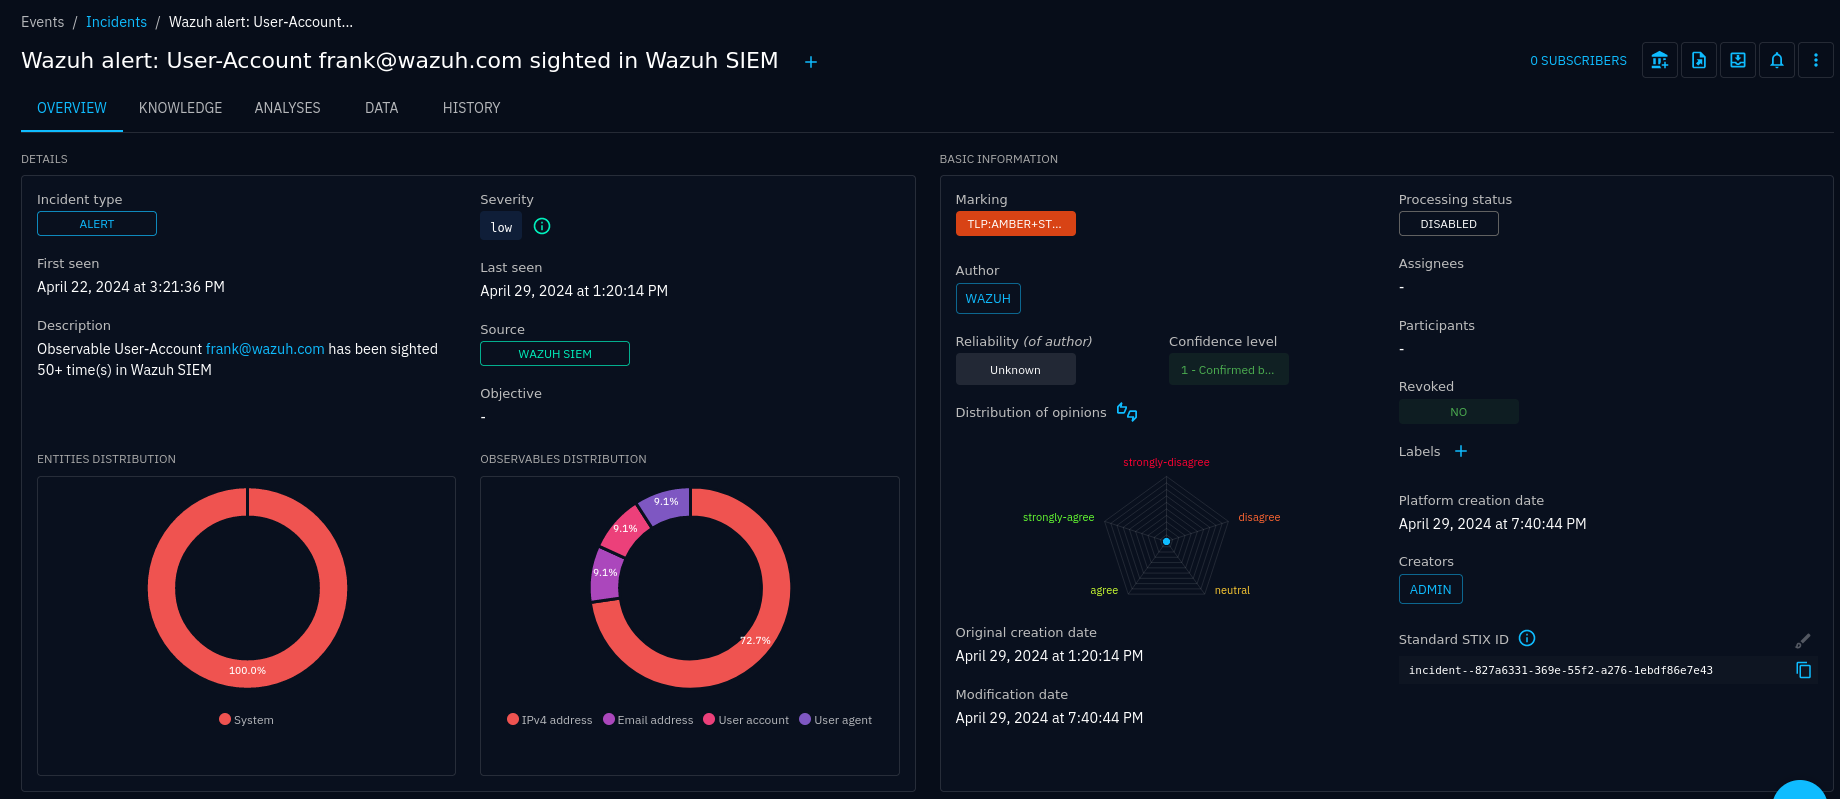 Events / Incidents / Wazuh alert: User-Account...
Wazuh alert: User-Account frank@wazuh.com sighted in Wazuh SIEM +
0 SUBSCRIBERS
OVERVIEW KNOWLEDGE ANALYSES DATA HISTORY
DETAILS
Incident type
ALERT
Severity
low
First seen
April 22, 2024 at 3:21:36 PM
Last seen
April 29, 2024 at 1:20:14 PM
Description
Observable User-Account frank@wazuh.com has been sighted
50+ time(s) in Wazuh SIEM
Source
WAZUH SIEM
Objective
-
ENTITIES DISTRIBUTION
100.0%
System
OBSERVABLES DISTRIBUTION
9.1%
9.1%
9.1%
72.7%
IPv4 address Email address User account User agent
BASIC INFORMATION
Marking
TLP:AMBER+ST...
Author
WAZUH
Reliability (of author)
Unknown
Confidence level
1 - Confirmed b...
Distribution of opinions
strongly-disagree
strongly-agree
disagree
agree
neutral
Original creation date
April 29, 2024 at 1:20:14 PM
Modification date
April 29, 2024 at 7:40:44 PM
Processing status
DISABLED
Assignees
-
Participants
-
Revoked
NO
Labels +
Platform creation date
April 29, 2024 at 7:40:44 PM
Creators
ADMIN
Standard STIX ID
incident--827a6331-369e-55f2-a276-1ebdf86e7e43